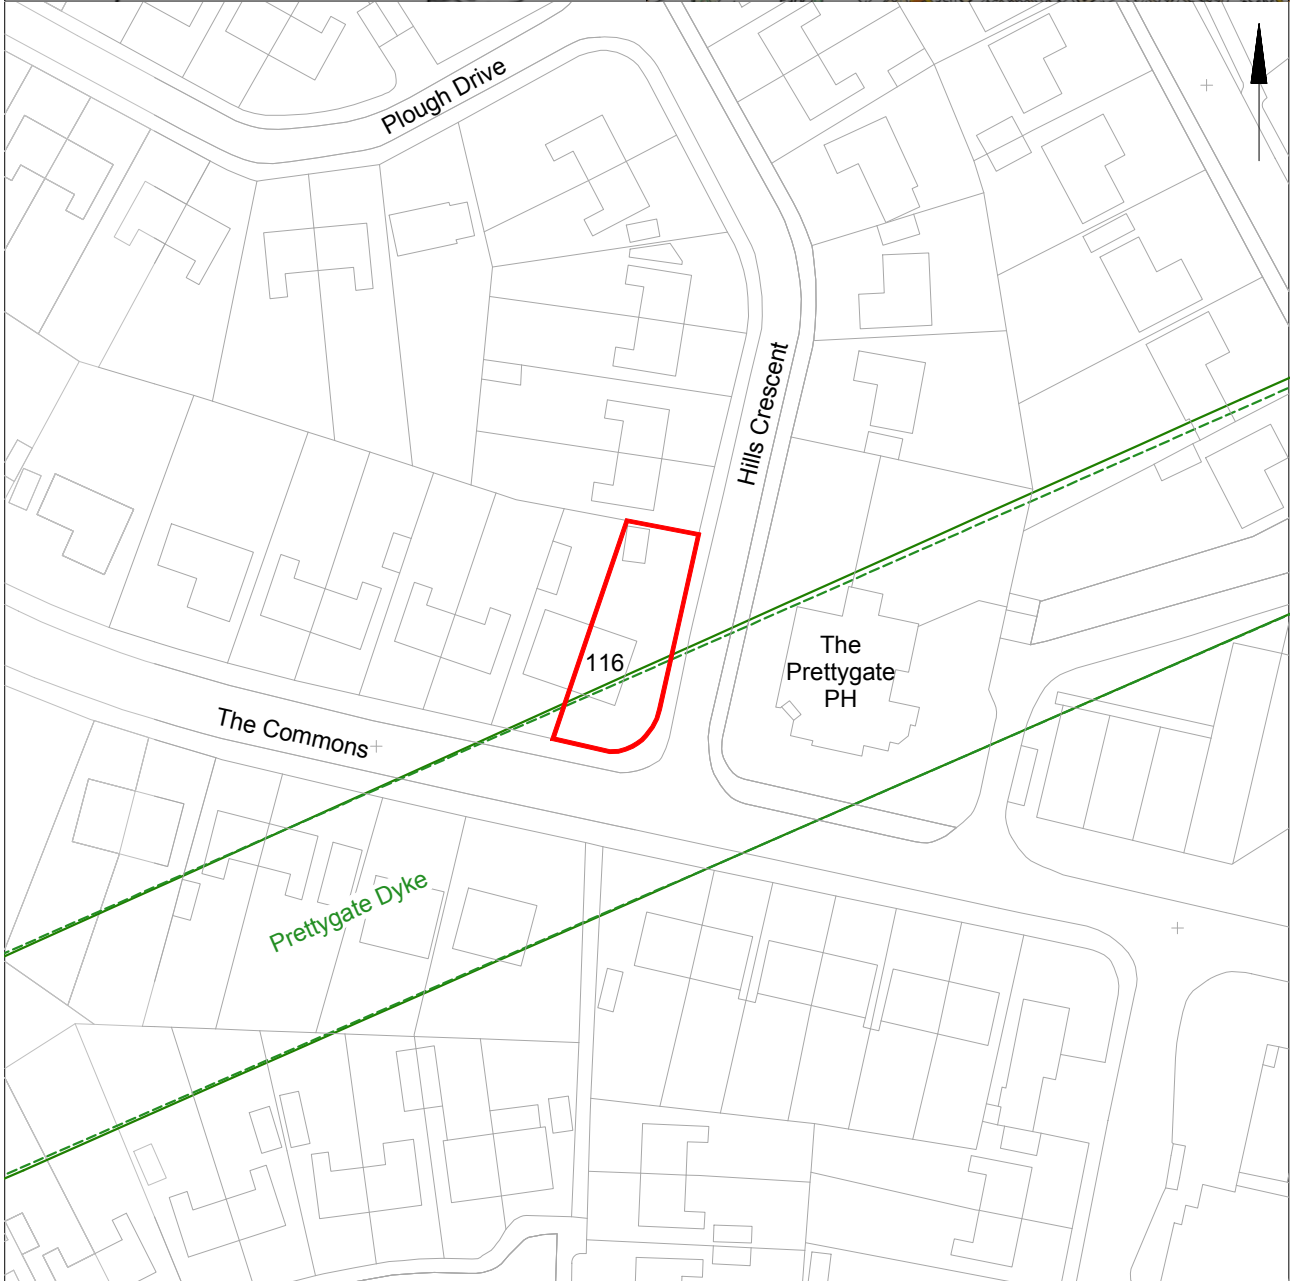 Plough Drive
Hills Crescent
The
Prettygate
PH
116
The Commons
Prettygate Dyke